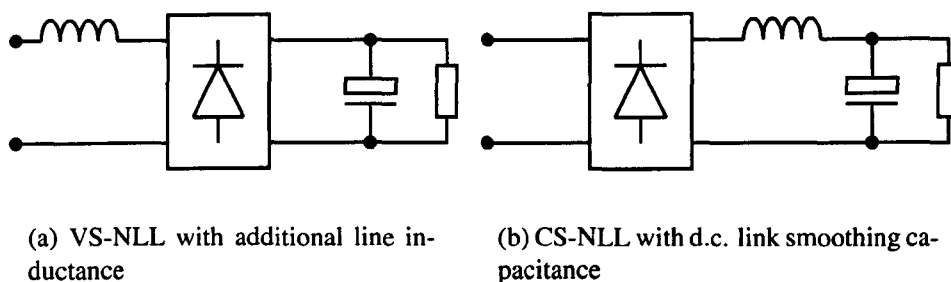 (a) VS-NLL with additional line in-
ductance
(b) CS-NLL with d.c. link smoothing ca-
pacitance